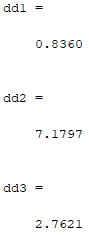 dd1 =
0.8360
dd2 =
7.1797
dd3 =
2.7621